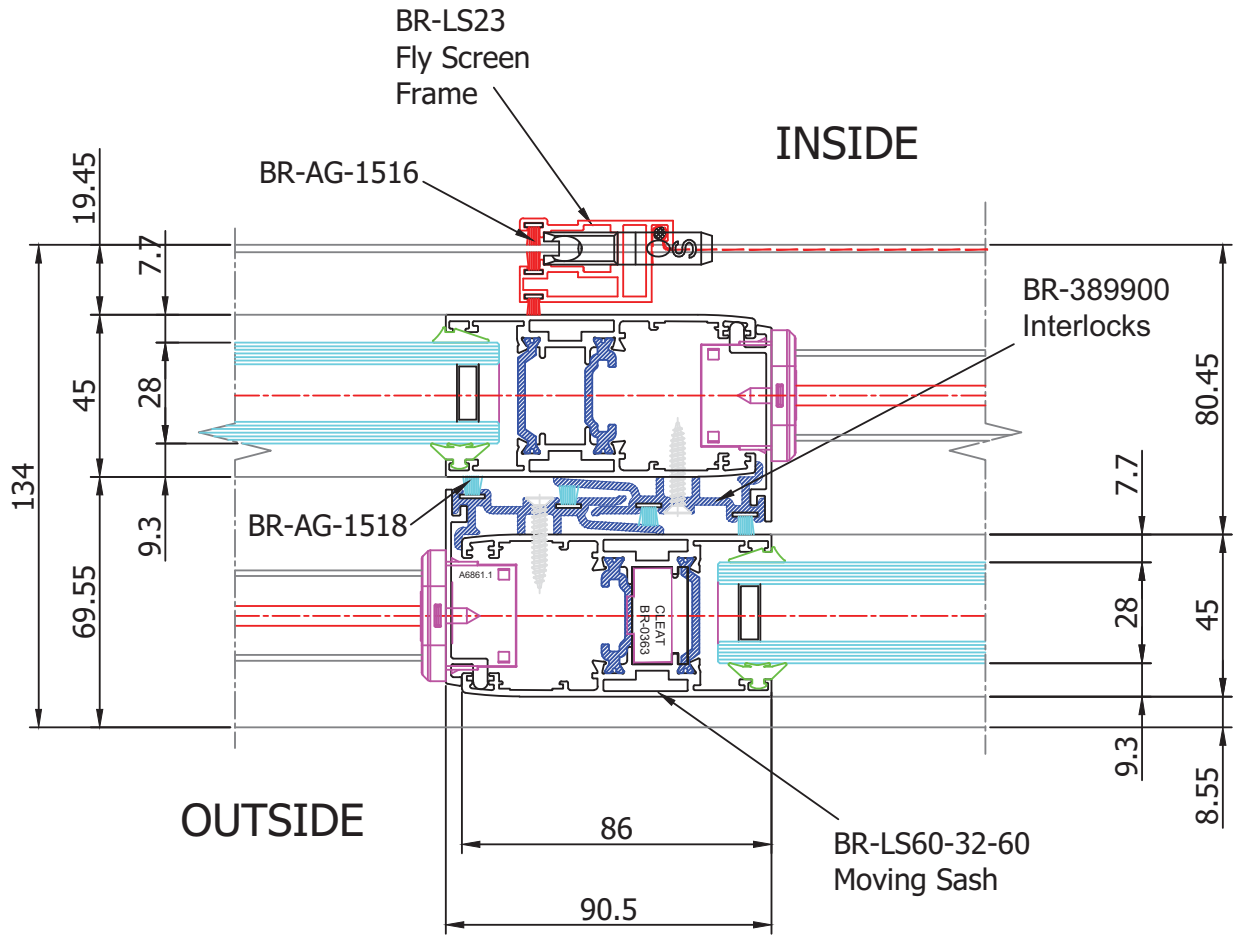 BR-LS23
Fly Screen
Frame
INSIDE
BR-AG-1516
19.45
7.7
BR-389900
Interlocks
45
28
80.45
134
7.7
BR-AG-1518
9.3
A6861.1
CLEAT
BR-0363
69.55
28
45
9.3
8.55
OUTSIDE
86
BR-LS60-32-60
Moving Sash
90.5